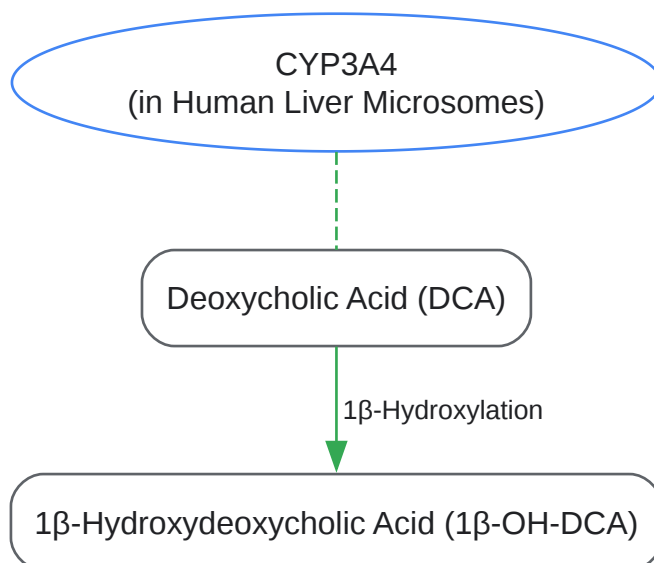 CYP3A4
(in Human Liver Microsomes)
Deoxycholic Acid (DCA)
1β-Hydroxylation
1β-Hydroxydeoxycholic Acid (1β-OH-DCA)